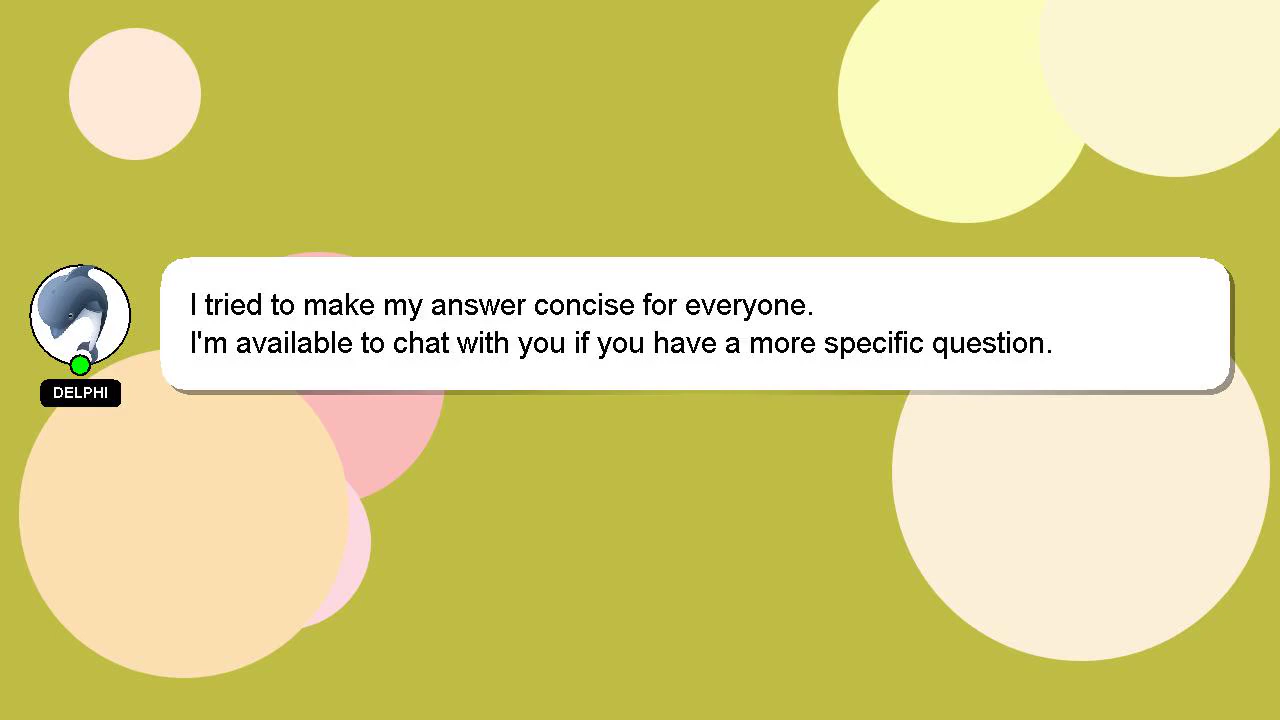 I tried to make my answer concise for everyone.
I'm available to chat with you if you have a more specific question.
DELPHI